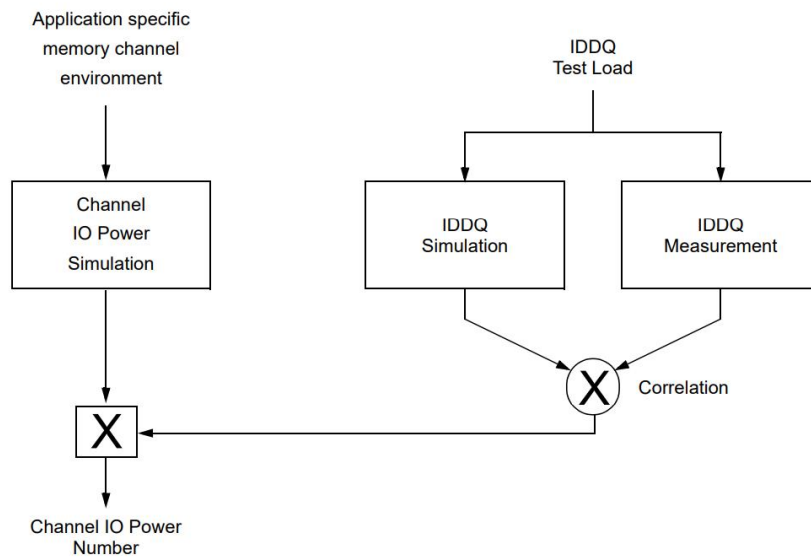 Application specific
memory channel
environment
IDDQ
Test Load
Channel
IO Power
Simulation
IDDQ
Simulation
IDDQ
Measurement
X
Correlation
X
Channel IO Power
Number